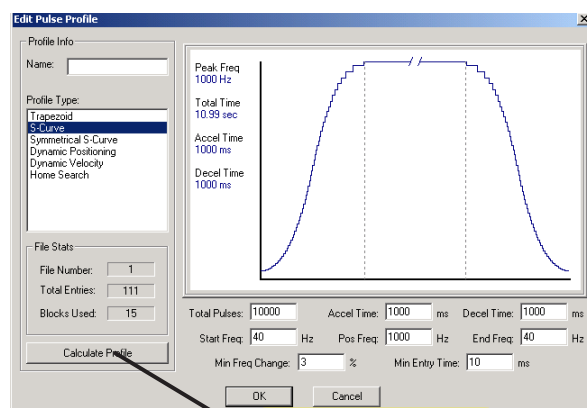 Edit Pulse Profile
Profile Info
Name:
Profile Type:
Trapezoid
S-Curve
Symmetrical S-Curve
Dynamic Positioning
Dynamic Velocity
Home Search
File Stats
File Number: 1
Total Entries: 111
Blocks Used: 15
Calculate Profile
Peak Freq
1000 Hz
Total Time
10.99 sec
Accel Time
1000 ms
Decel Time
1000 ms
Total Pulses: 10000 Accel Time: 1000 ms Decel Time: 1000 ms
Start Freq: 40 Hz Pos Freq: 1000 Hz End Freq: 40 Hz
Min Freq Change: 3 % Min Entry Time: 10 ms
OK Cancel